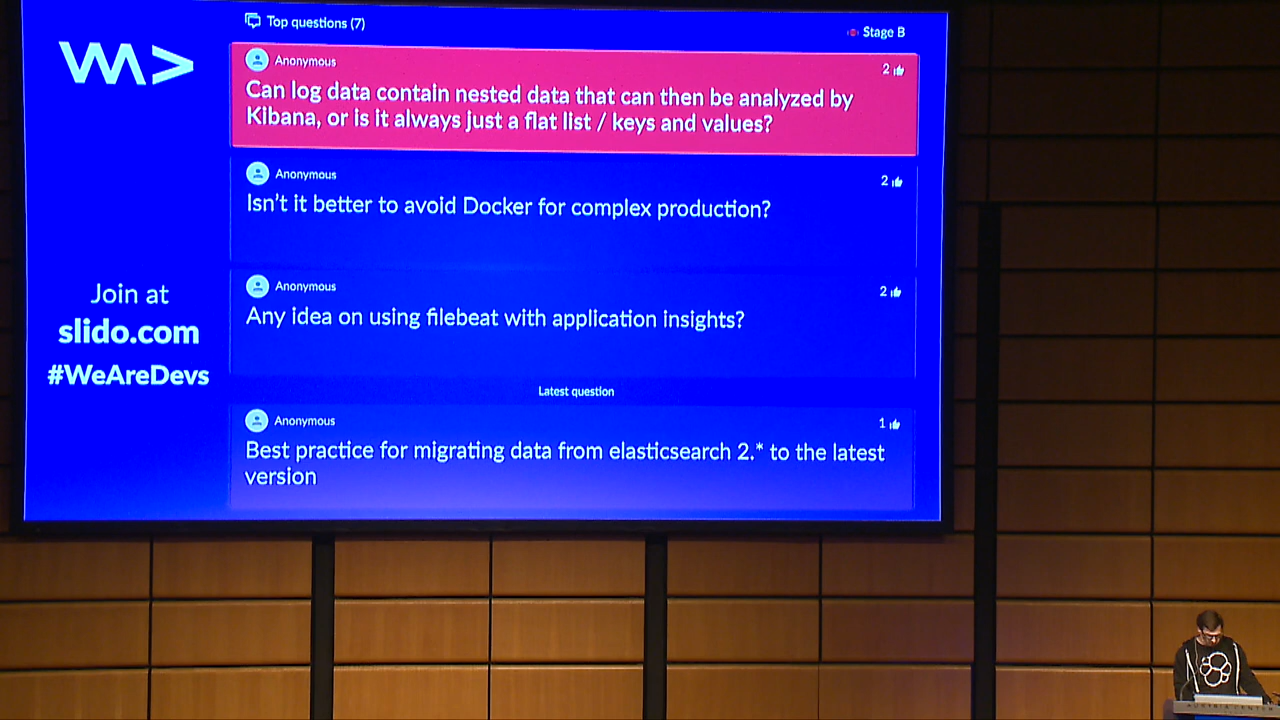 Top questions (7)
Stage B
WA>
Anonymous
2
Can log data contain nested data that can then be analyzed by
Kibana, or is it always just a flat list / keys and values?
Anonymous
2
Isn't it better to avoid Docker for complex production?
Anonymous
2
Any idea on using filebeat with application insights?
Join at
slido.com
#WeAreDevs
Latest question
Anonymous
1
Best practice for migrating data from elasticsearch 2.* to the latest
version
AUSTRIA CENTER